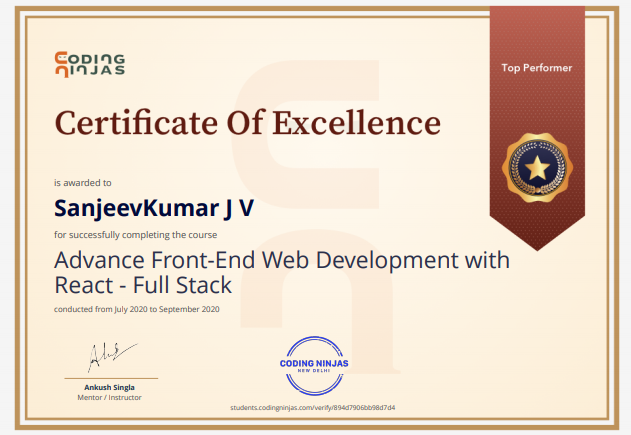 CODING
NINJAS
Top Performer
Certificate Of Excellence
is awarded to
SanjeevKumar J V
for successfully completing the course
Advance Front-End Web Development with
React - Full Stack
conducted from July 2020 to September 2020
Ankush Singla
Mentor / Instructor
CODING NINJAS
NEW DELHI
students.codingninjas.com/verify/894d7906bb98d7d4